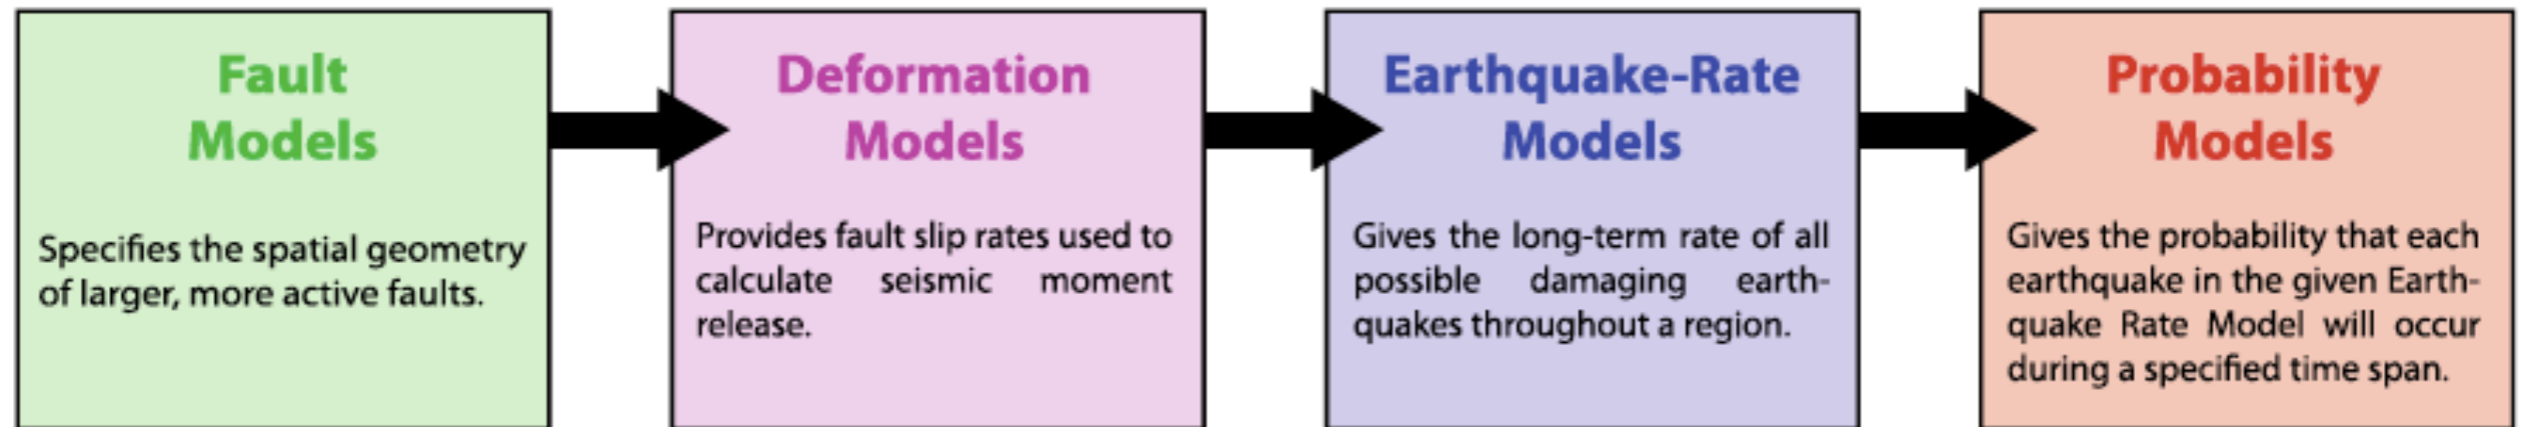 Fault
Models
Specifies the spatial geometry
of larger, more active faults.
Deformation
Models
Provides fault slip rates used to
calculate seismic moment
release.
Earthquake-Rate
Models
Gives the long-term rate of all
possible damaging earth-
quakes throughout a region.
Probability
Models
Gives the probability that each
earthquake in the given Earth-
quake Rate Model will occur
during a specified time span.